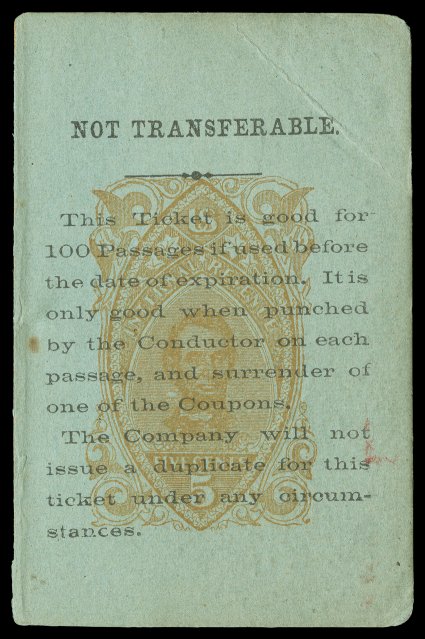 NOT TRANSFERABLE.
This Ticket is good for
100 Passages if used before
the date of expiration. It is
only good when punched
by the Conductor on each
passage, and surrender of
one of the Coupons.
The Company will not
issue a duplicate for this
ticket under any circum-
stances.
5